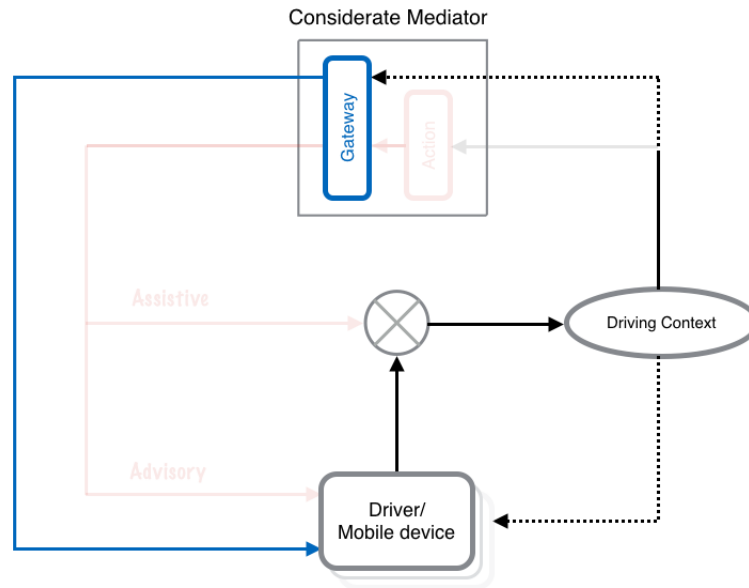 Considerate Mediator
Gateway
Action
Assistive
Driving Context
Advisory
Driver/
Mobile device